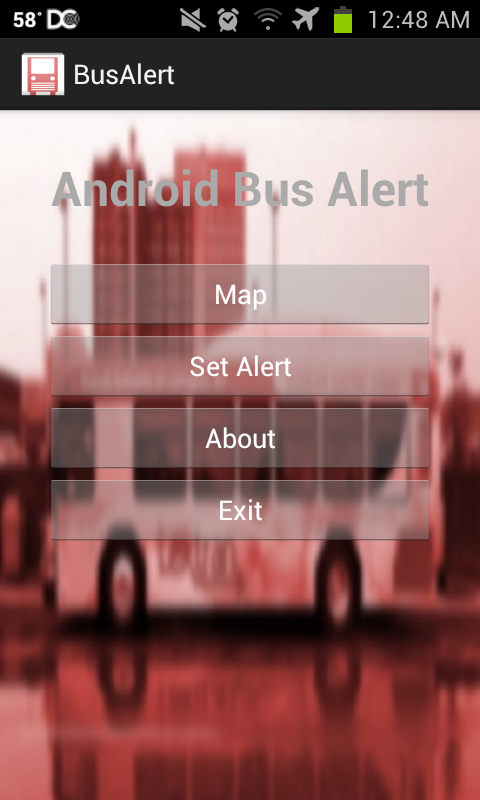 58° DC 12:48 AM
BusAlert
Android Bus Alert
Map
Set Alert
About
Exit